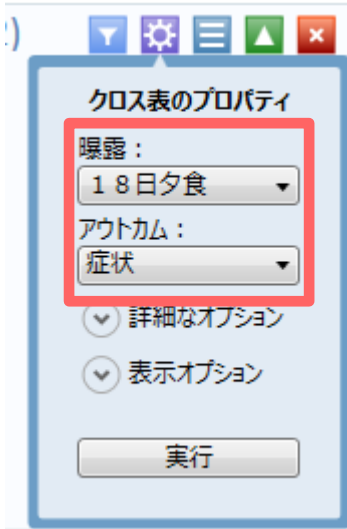 )
クロス表のプロパティ
曝露：
１８日夕食
アウトカム：
症状
詳細なオプション
表示オプション
実行